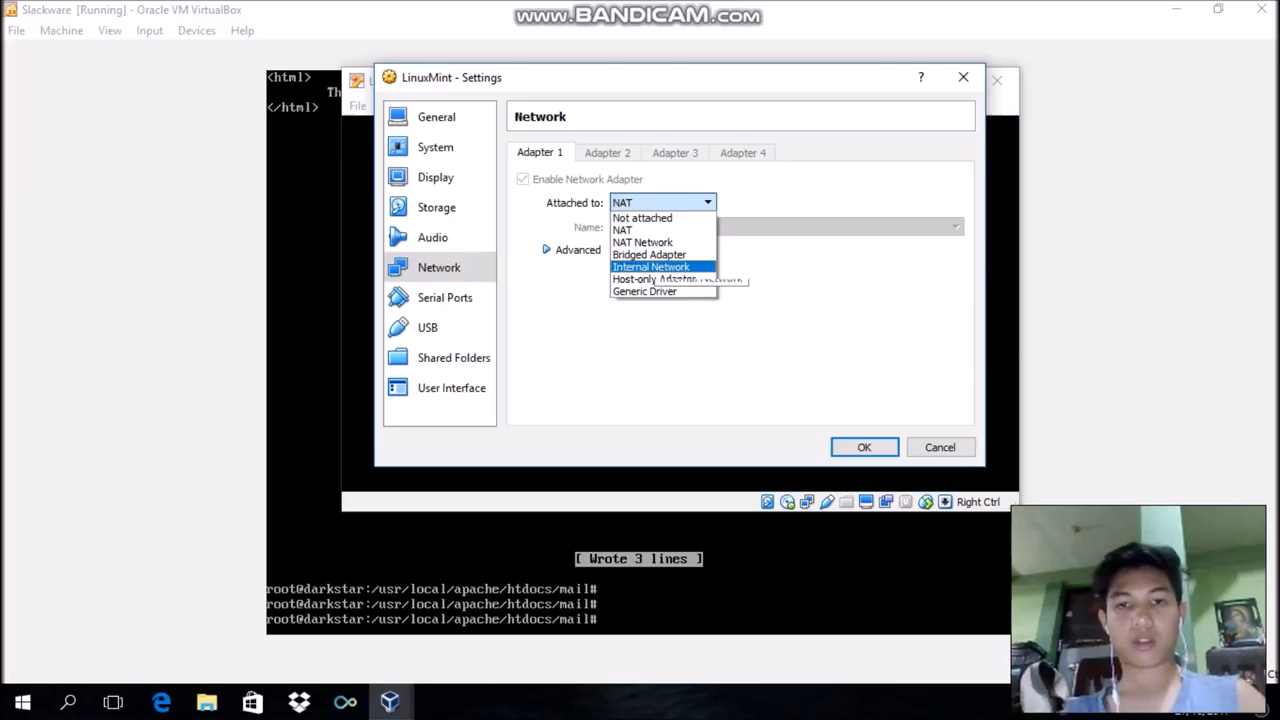 Slackware [Running] - Oracle VM VirtualBox
www.BANDICAM.com
File Machine View Input Devices Help
<html>
Th
</html>
File
LinuxMint - Settings
?
General
System
Display
Storage
Audio
Network
Serial Ports
USB
Shared Folders
User Interface
Network
Adapter 1 Adapter 2 Adapter 3 Adapter 4
Enable Network Adapter
Attached to: NAT
Not attached
NAT
NAT Network
Bridged Adapter
Internal Network
Host-only Adapter Network
Generic Driver
Name:
Advanced
OK Cancel
Right Ctrl
[ Wrote 3 lines ]
root@darkstar:/usr/local/apache/htdocs/mail#
root@darkstar:/usr/local/apache/htdocs/mail#
root@darkstar:/usr/local/apache/htdocs/mail#